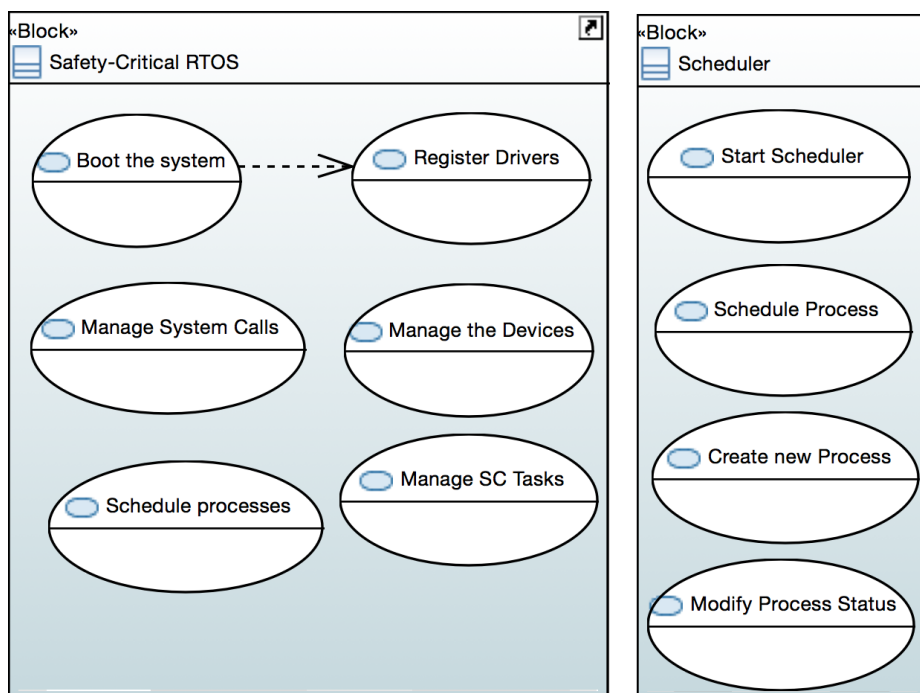 «Block»
Safety-Critical RTOS
Boot the system
Register Drivers
Manage System Calls
Manage the Devices
Schedule processes
Manage SC Tasks
«Block»
Scheduler
Start Scheduler
Schedule Process
Create new Process
Modify Process Status